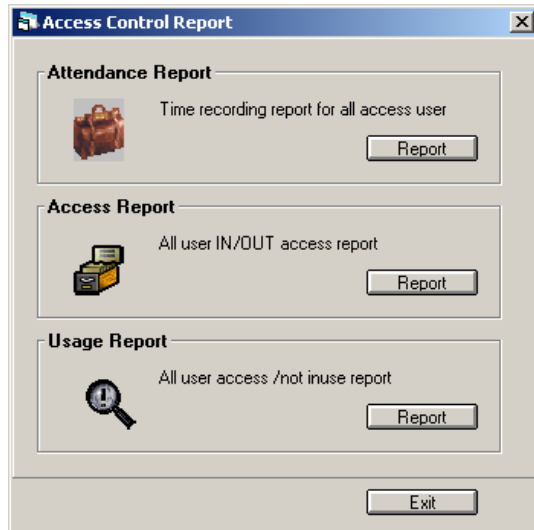 Access Control Report
Attendance Report
Time recording report for all access user
Report
Access Report
All user IN/OUT access report
Report
Usage Report
All user access /not inuse report
Report
Exit